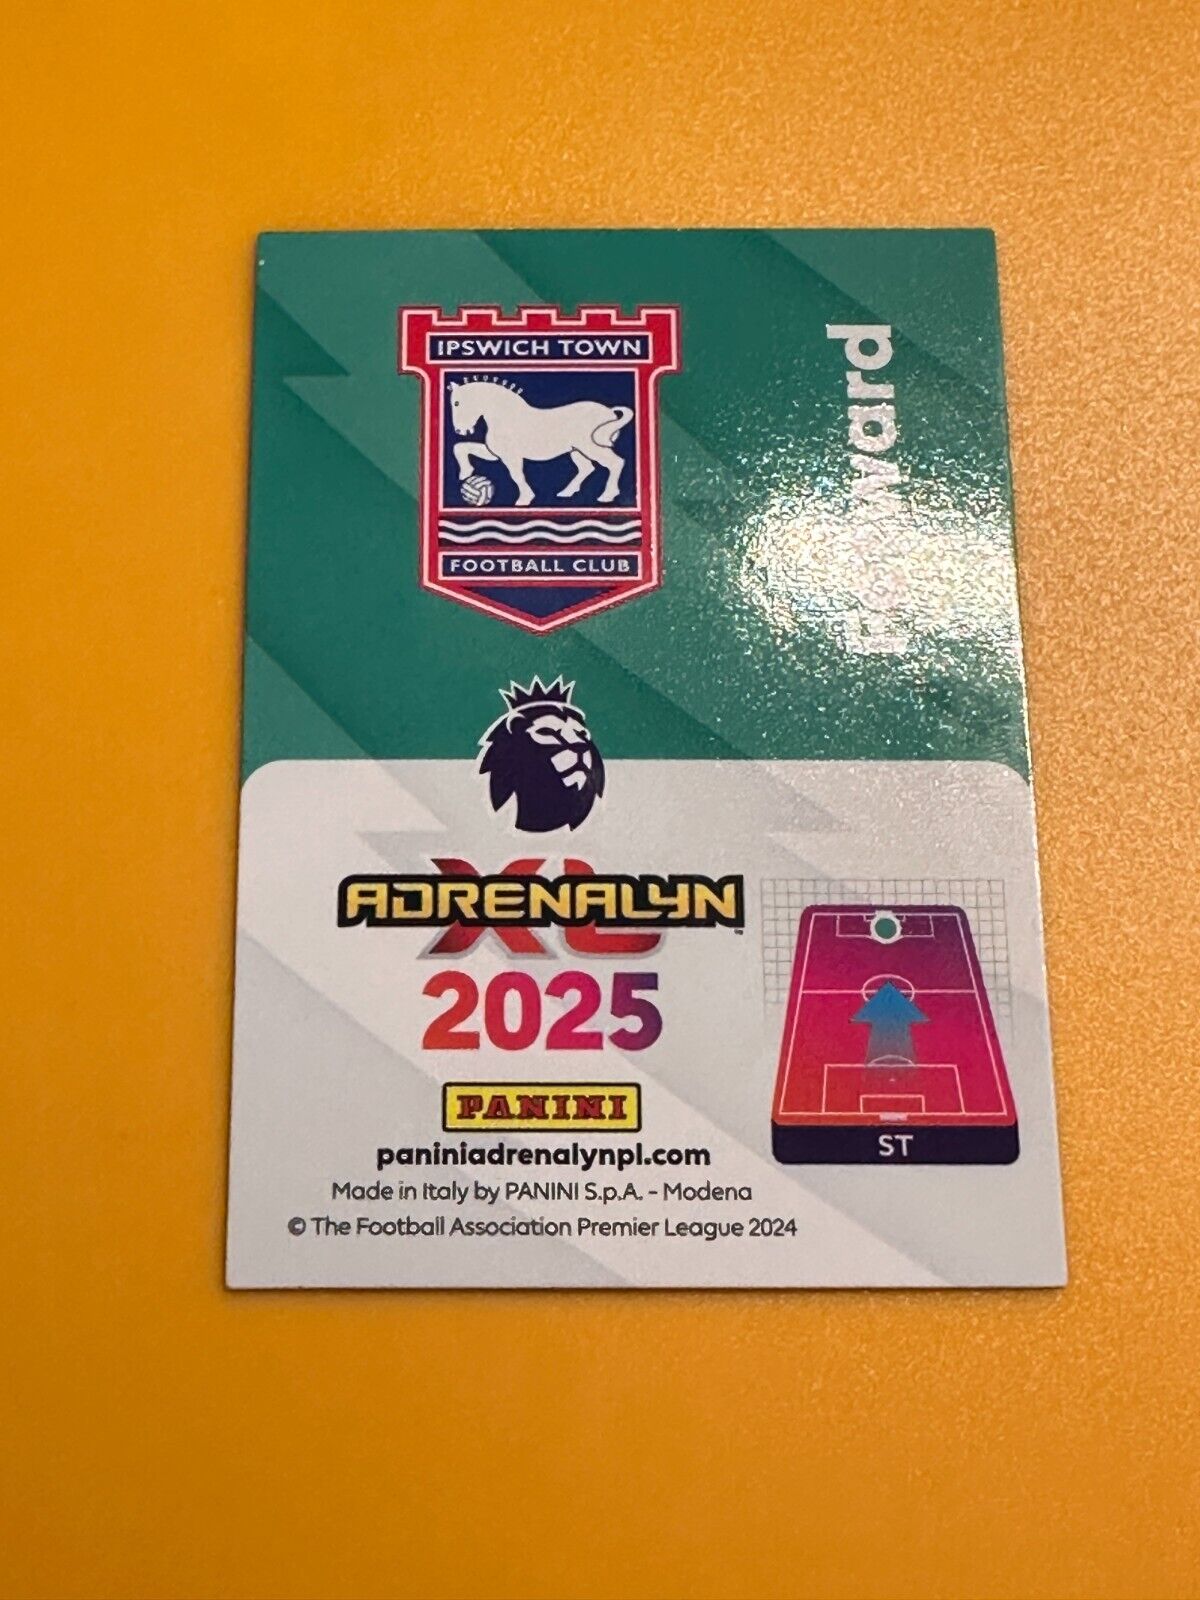 IPSWICH TOWN
FOOTBALL CLUB
Forward
ADRENALYN
XL
2025
PANINI
paniniadrenalynpl.com
Made in Italy by PANINI S.p.A. - Modena
© The Football Association Premier League 2024
ST